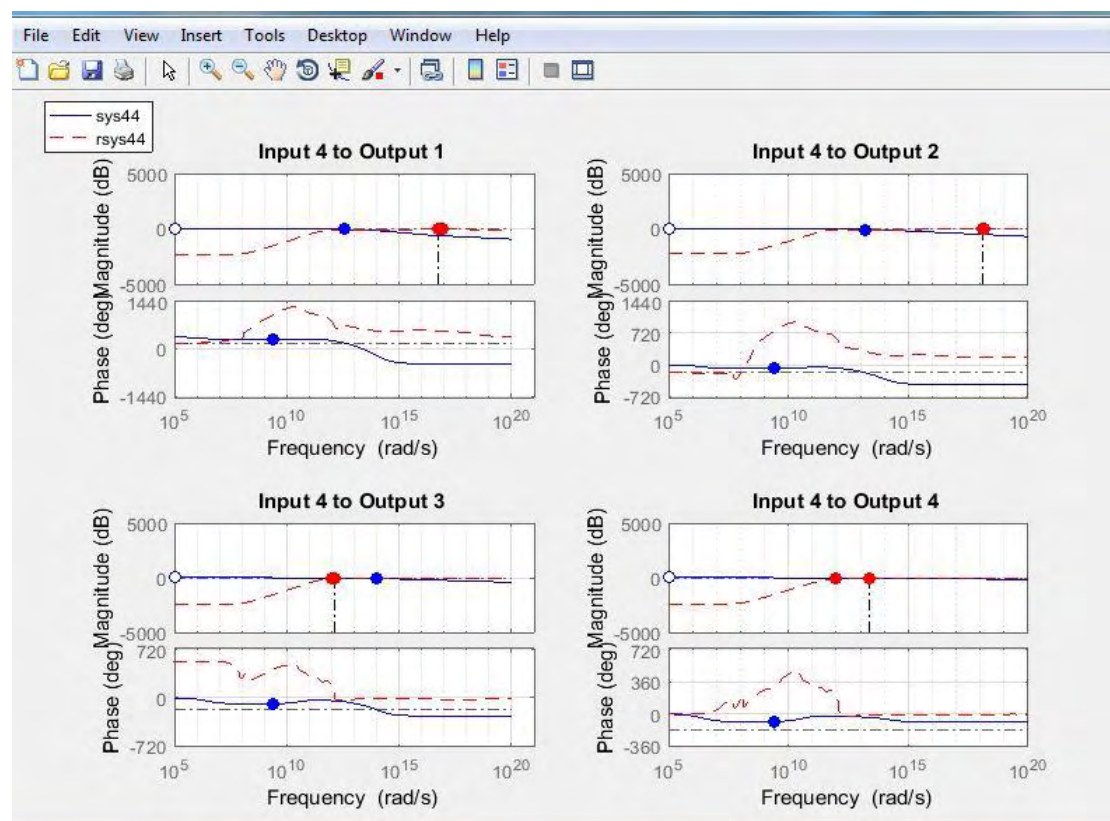 File Edit View Insert Tools Desktop Window Help
sys44
rsys44
Input 4 to Output 1
Magnitude (dB)
5000
0
-5000
Phase (deg)
1440
0
-1440
10^5 10^10 10^15 10^20
Frequency (rad/s)
Input 4 to Output 2
Magnitude (dB)
5000
0
-5000
Phase (deg)
1440
720
0
-720
10^5 10^10 10^15 10^20
Frequency (rad/s)
Input 4 to Output 3
Magnitude (dB)
5000
0
-5000
Phase (deg)
720
0
-720
10^5 10^10 10^15 10^20
Frequency (rad/s)
Input 4 to Output 4
Magnitude (dB)
5000
0
-5000
Phase (deg)
720
360
0
-360
10^5 10^10 10^15 10^20
Frequency (rad/s)